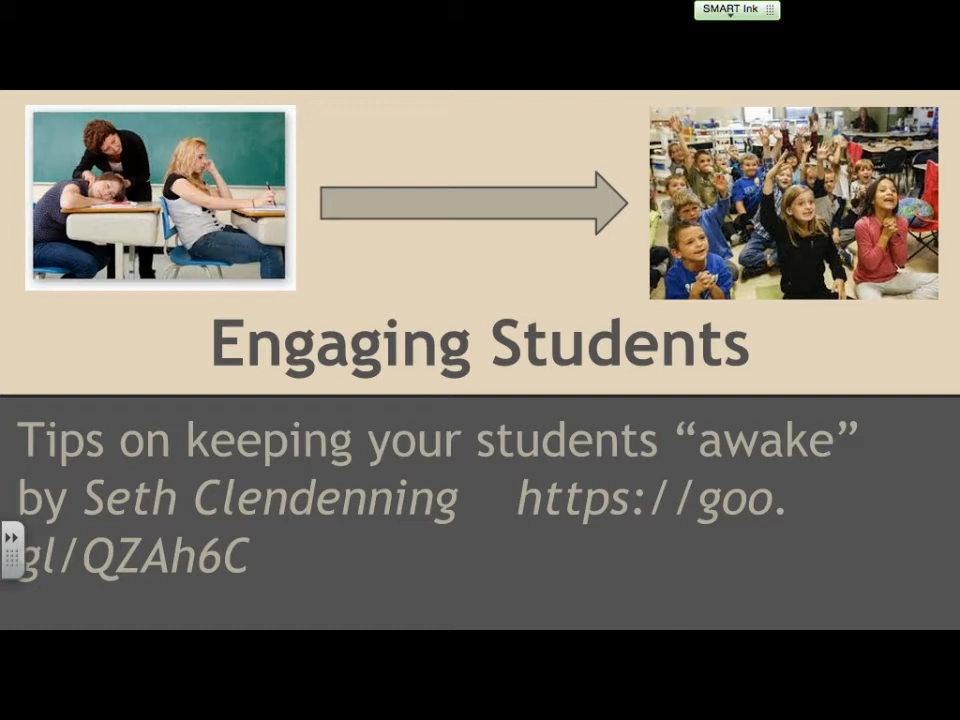 SMART Ink
Engaging Students
Tips on keeping your students “awake”
by Seth Clendenning https://goo.
gl/QZAh6C